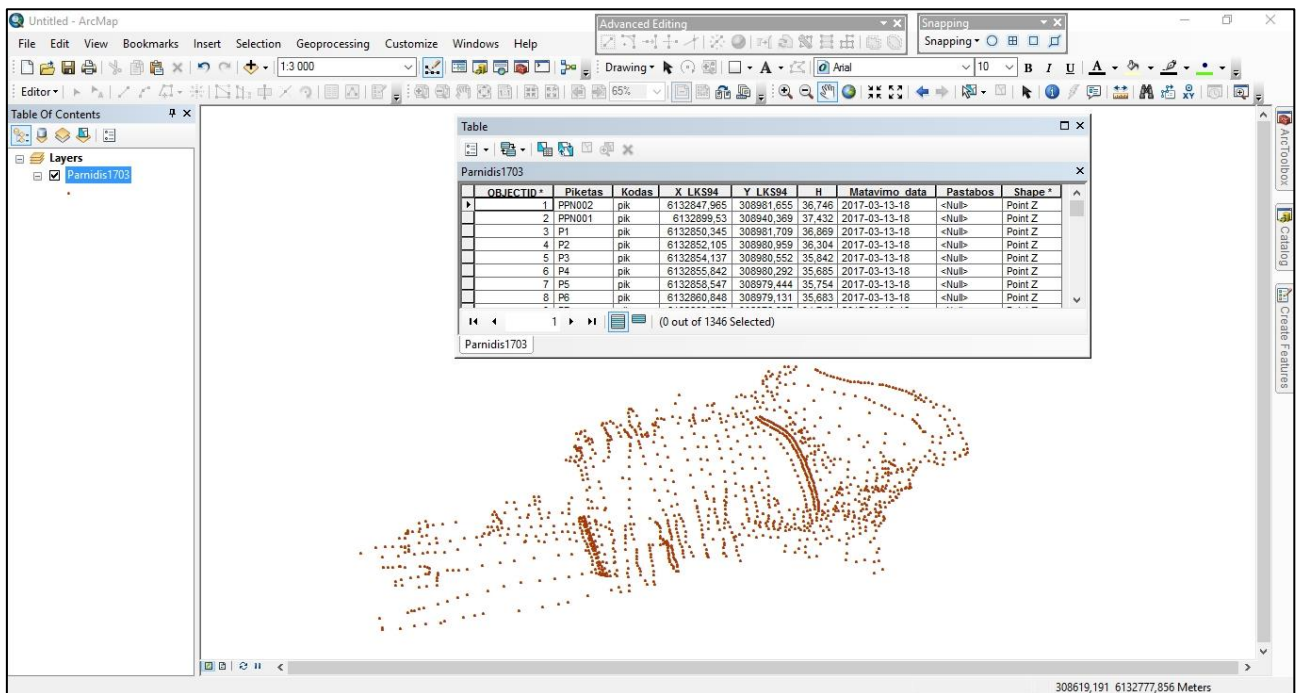 Untitled - ArcMap
Advanced Editing
Snapping
File Edit View Bookmarks Insert Selection Geoprocessing Customize Windows Help
Snapping
1:3 000
Drawing
A
Arial
10
B I U A
Editor
65%
Table Of Contents
Layers
Parnidis1703
Table
Parnidis1703
OBJECTID * Piketas Kodas X_LKS94 Y_LKS94 H Matavimo_data Pastabos Shape *
1 PPN002 pik 6132847,965 308981,655 36,746 2017-03-13-18 <Null> Point Z
2 PPN001 pik 6132899,53 308940,369 37,432 2017-03-13-18 <Null> Point Z
3 P1 pik 6132850,345 308981,709 36,869 2017-03-13-18 <Null> Point Z
4 P2 pik 6132852,105 308980,959 36,304 2017-03-13-18 <Null> Point Z
5 P3 pik 6132854,137 308980,552 35,842 2017-03-13-18 <Null> Point Z
6 P4 pik 6132855,842 308980,292 35,685 2017-03-13-18 <Null> Point Z
7 P5 pik 6132858,547 308979,444 35,754 2017-03-13-18 <Null> Point Z
8 P6 pik 6132860,848 308979,131 35,683 2017-03-13-18 <Null> Point Z
1
(0 out of 1346 Selected)
Parnidis1703
ArcToolbox
Catalog
Create Features
308619,191 6132777,856 Meters